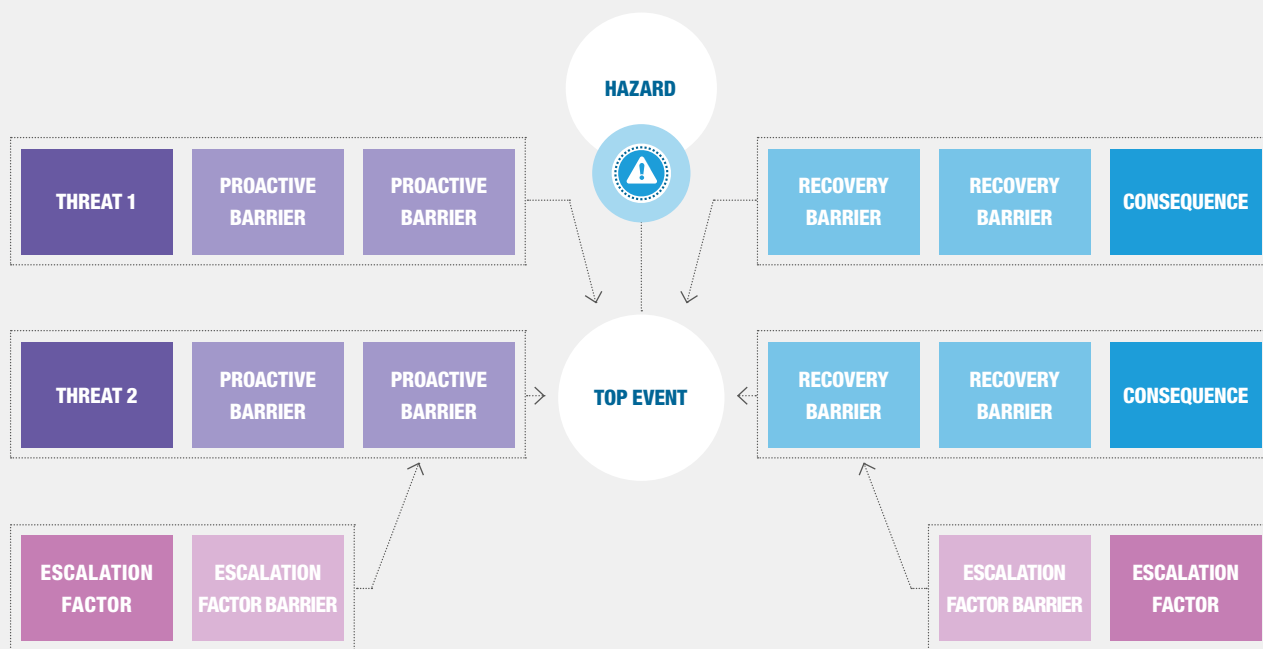 HAZARD
THREAT 1
PROACTIVE
BARRIER
PROACTIVE
BARRIER
RECOVERY
BARRIER
RECOVERY
BARRIER
CONSEQUENCE
THREAT 2
PROACTIVE
BARRIER
PROACTIVE
BARRIER
TOP EVENT
RECOVERY
BARRIER
RECOVERY
BARRIER
CONSEQUENCE
ESCALATION
FACTOR
ESCALATION
FACTOR BARRIER
ESCALATION
FACTOR BARRIER
ESCALATION
FACTOR